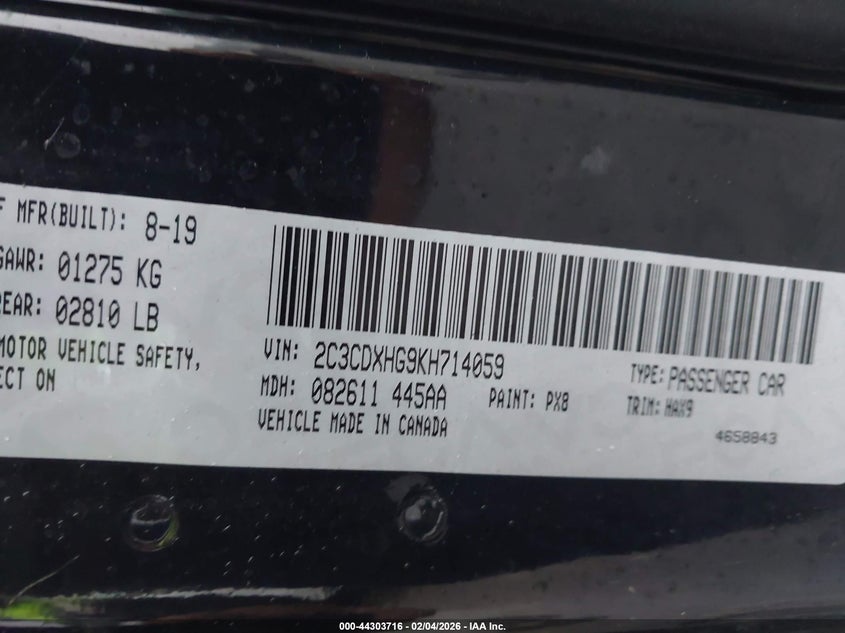 F MFR(BUILT): 8-19
GAWR: 01275 KG
REAR: 02810 LB
MOTOR VEHICLE SAFETY,
ECT ON
VIN: 2C3CDXHG9KH714059
TYPE: PASSENGER CAR
MDH: 082611 445AA
PAINT: PX8
TRIM: HAX9
VEHICLE MADE IN CANADA
4658843
000-44303716 - 02/04/2026 - IAA Inc.